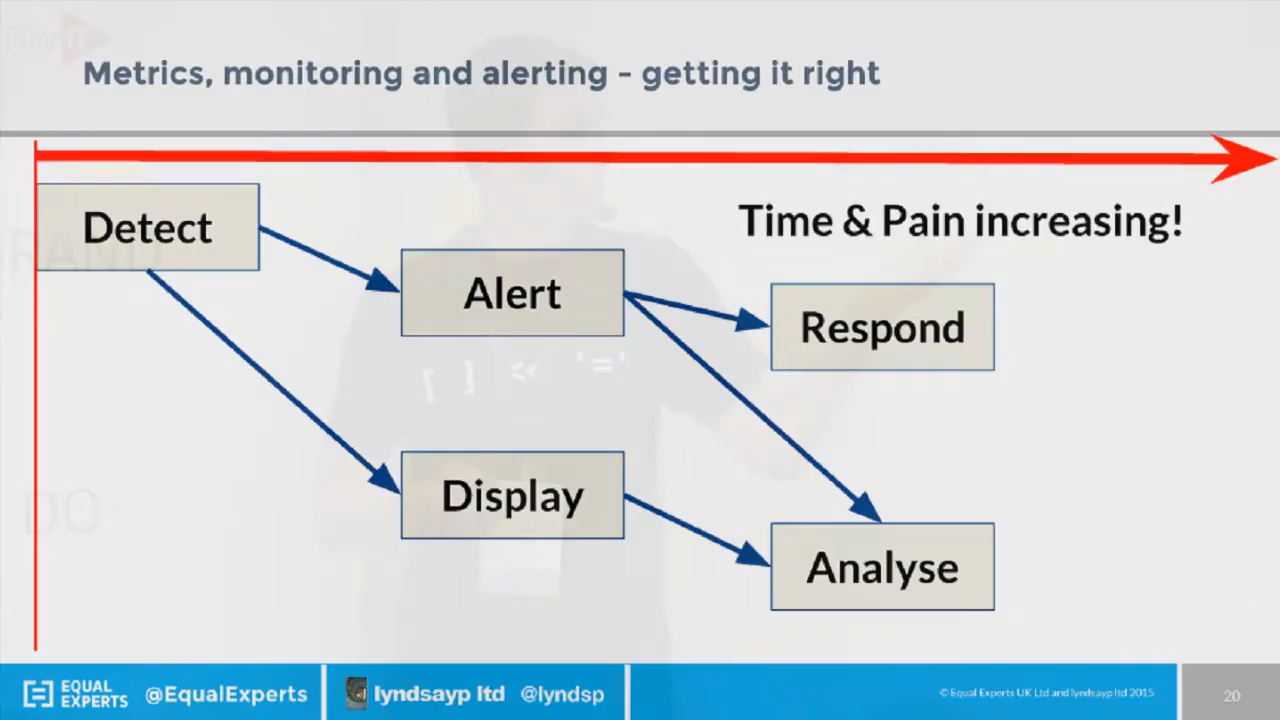 Metrics, monitoring and alerting - getting it right
Detect
Time & Pain increasing!
Alert
Respond
[ ] << '='
Display
DO
Analyse
EQUAL
EXPERTS
@EqualExperts
lyndsayp ltd @lyndsp
© Equal Experts UK Ltd and lyndsayp ltd 2015
20